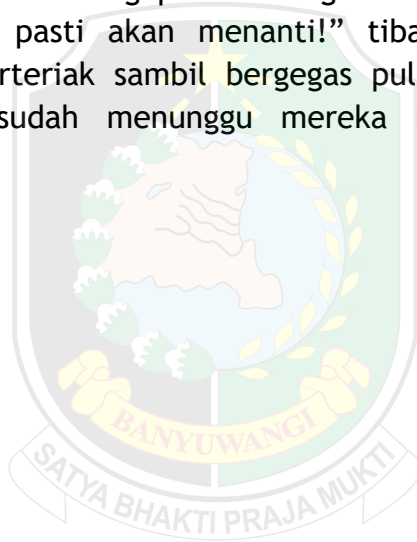 pasti akan menanti!” tiba
rteriak sambil bergegas pul
sudah menunggu mereka
BANYUWANGI
SATYA BHAKTI PRAJA MUKTI